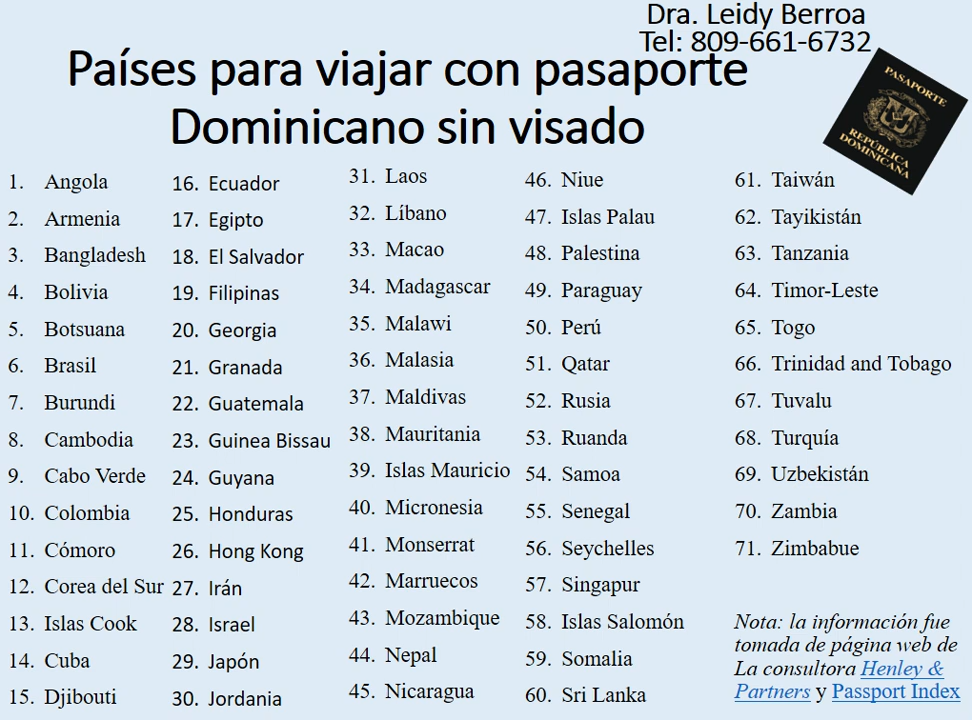 Dra. Leidy Berroa
Tel: 809-661-6732
Países para viajar con pasaporte
Dominicano sin visado
PASAPORTE
REPÚBLICA
DOMINICANA
1. Angola
2. Armenia
3. Bangladesh
4. Bolivia
5. Botsuana
6. Brasil
7. Burundi
8. Cambodia
9. Cabo Verde
10. Colombia
11. Cómoro
12. Corea del Sur
13. Islas Cook
14. Cuba
15. Djibouti
16. Ecuador
17. Egipto
18. El Salvador
19. Filipinas
20. Georgia
21. Granada
22. Guatemala
23. Guinea Bissau
24. Guyana
25. Honduras
26. Hong Kong
27. Irán
28. Israel
29. Japón
30. Jordania
31. Laos
32. Líbano
33. Macao
34. Madagascar
35. Malawi
36. Malasia
37. Maldivas
38. Mauritania
39. Islas Mauricio
40. Micronesia
41. Monserrat
42. Marruecos
43. Mozambique
44. Nepal
45. Nicaragua
46. Niue
47. Islas Palau
48. Palestina
49. Paraguay
50. Perú
51. Qatar
52. Rusia
53. Ruanda
54. Samoa
55. Senegal
56. Seychelles
57. Singapur
58. Islas Salomón
59. Somalia
60. Sri Lanka
61. Taiwán
62. Tayikistán
63. Tanzania
64. Timor-Leste
65. Togo
66. Trinidad and Tobago
67. Tuvalu
68. Turquía
69. Uzbekistán
70. Zambia
71. Zimbabue
Nota: la información fue
tomada de página web de
La consultora Henley &
Partners y Passport Index